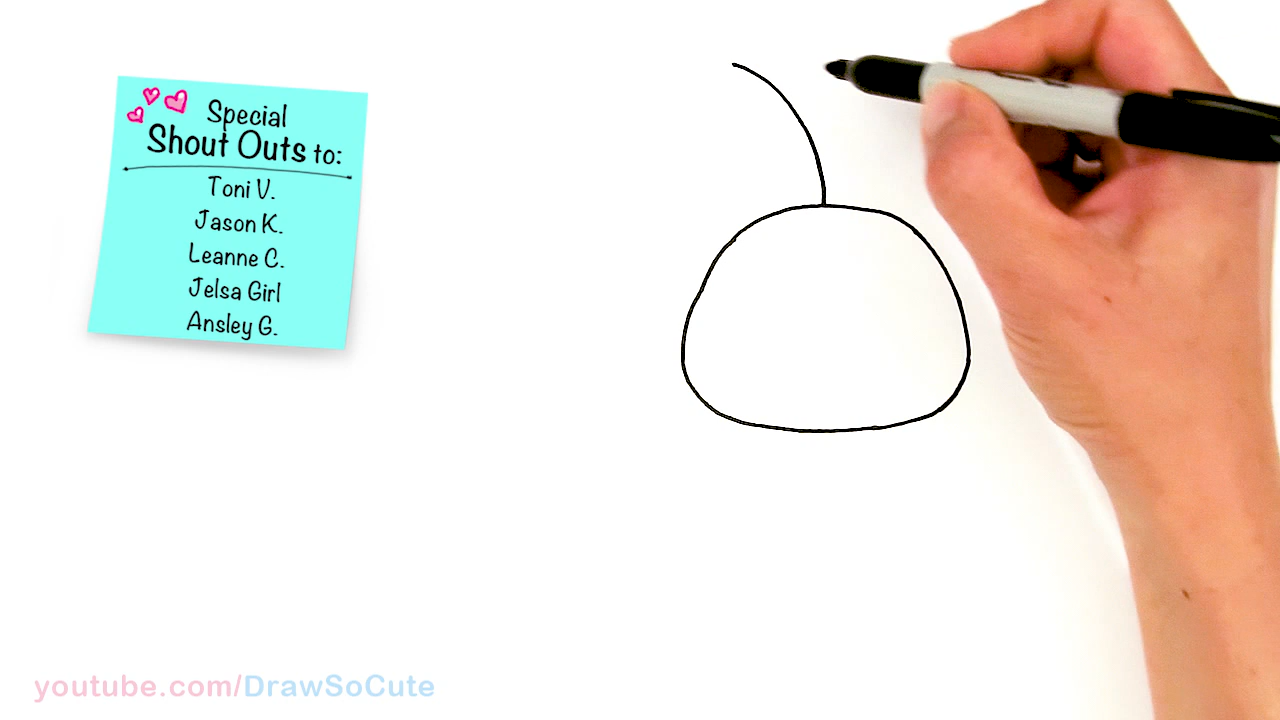 Special
Shout Outs to:
Toni V.
Jason K.
Leanne C.
Jelsa Girl
Ansley G.
youtube.com/DrawSoCute